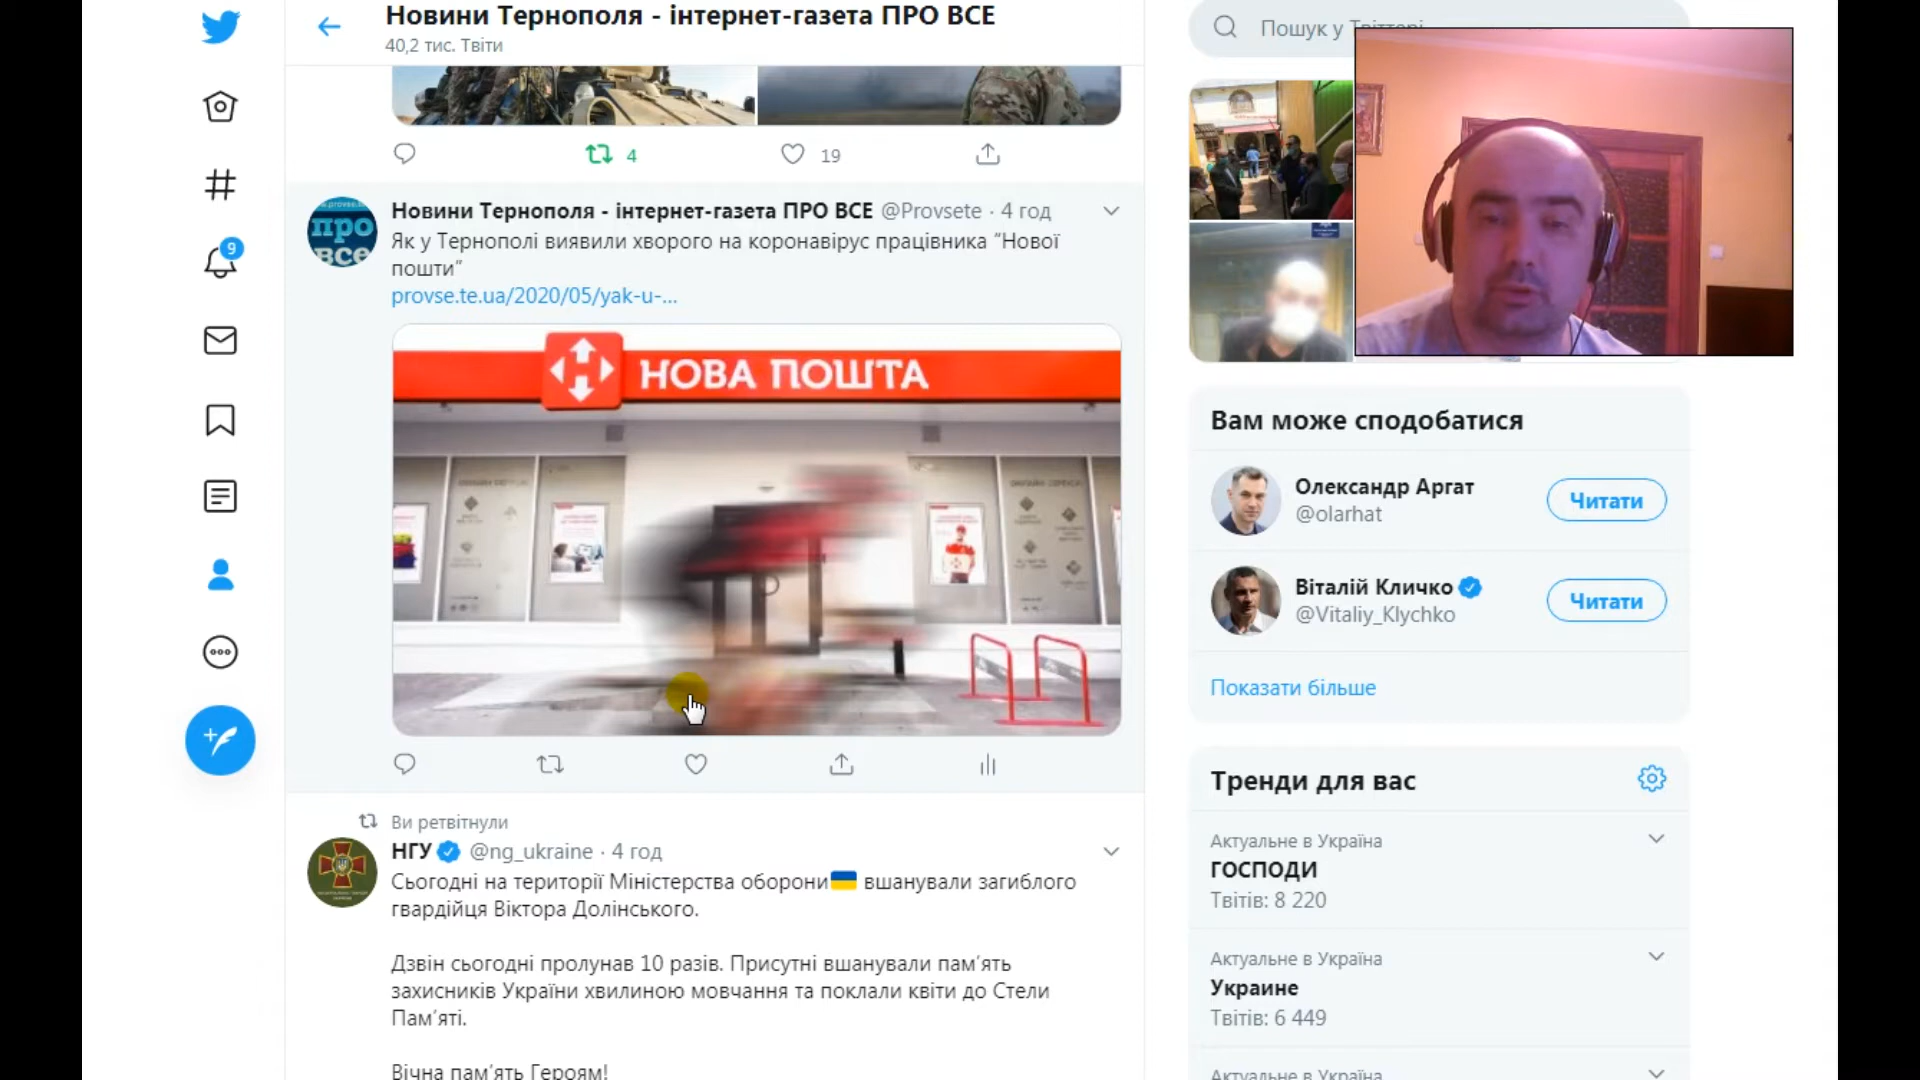 Новини Тернополя - інтернет-газета ПРО ВСЕ
40,2 тис. Твіти
Пошук у Твіттері
4
19
Новини Тернополя - інтернет-газета ПРО ВСЕ @Provsete · 4 год
Як у Тернополі виявили хворого на коронавірус працівника “Нової
пошти”
provse.te.ua/2020/05/yak-u-...
про
все
9
НОВА ПОШТА
Ви ретвітнули
НГУ @ng_ukraine · 4 год
Сьогодні на території Міністерства оборони вшанували загиблого
гвардійця Віктора Долінського.
Дзвін сьогодні пролунав 10 разів. Присутні вшанували пам’ять
захисників України хвилиною мовчання та поклали квіти до Стели
Пам’яті.
Вічна пам’ять Героям!
Вам може сподобатися
Олександр Аргат
@olarhat
Читати
Віталій Кличко
@Vitaliy_Klychko
Читати
Показати більше
Тренди для вас
Актуальне в Україна
ГОСПОДИ
Твітів: 8 220
Актуальне в Україна
Украине
Твітів: 6 449
Актуальне в Україна